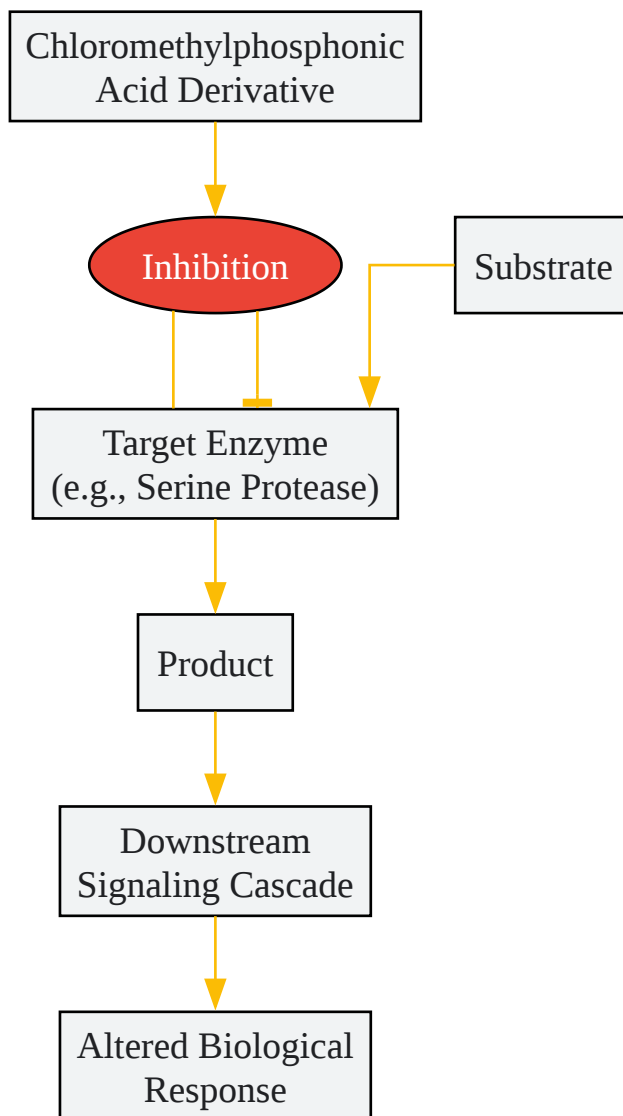 Chloromethylphosphonic
Acid Derivative
Inhibition
Substrate
Target Enzyme
(e.g., Serine Protease)
Product
Downstream
Signaling Cascade
Altered Biological
Response